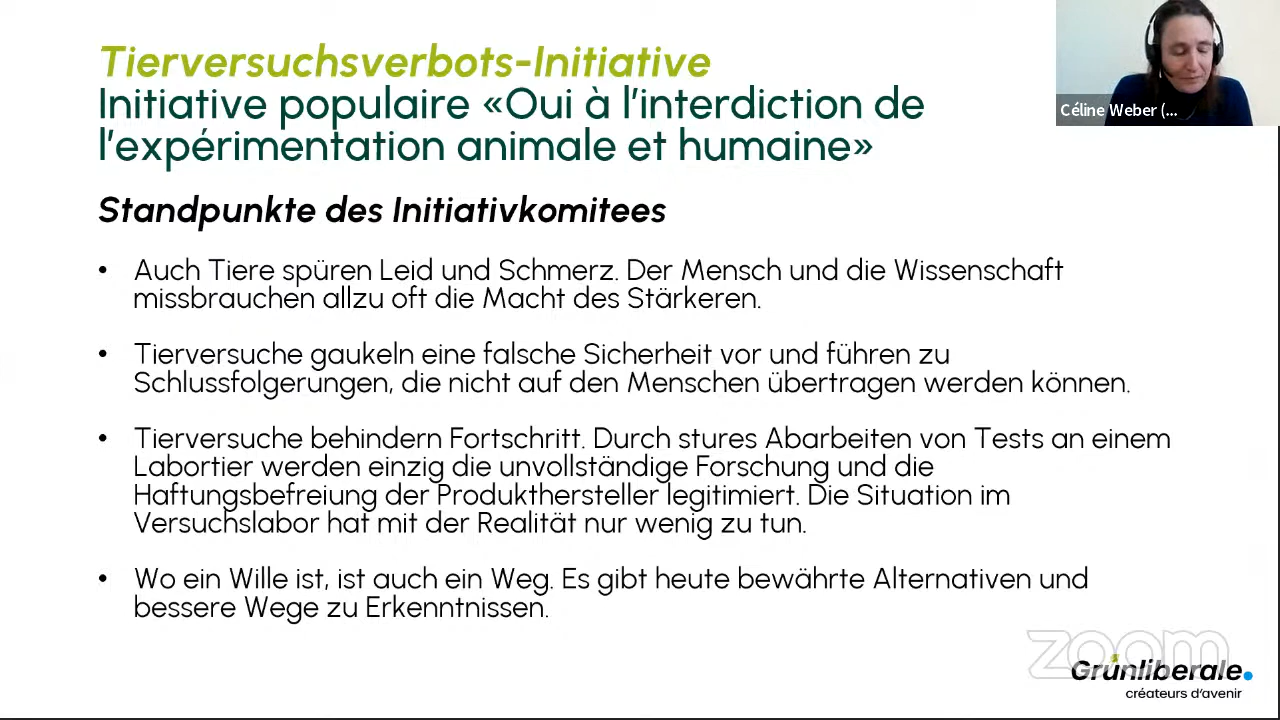 Tierversuchsverbots-Initiative
Initiative populaire «Oui à l'interdiction de
l'expérimentation animale et humaine»
Céline Weber (...
Standpunkte des Initiativkomitees
• Auch Tiere spüren Leid und Schmerz. Der Mensch und die Wissenschaft
missbrauchen allzu oft die Macht des Stärkeren.
• Tierversuche gaukeln eine falsche Sicherheit vor und führen zu
Schlussfolgerungen, die nicht auf den Menschen übertragen werden können.
• Tierversuche behindern Fortschritt. Durch stures Abarbeiten von Tests an einem
Labortier werden einzig die unvollständige Forschung und die
Haftungsbefreiung der Produkthersteller legitimiert. Die Situation im
Versuchslabor hat mit der Realität nur wenig zu tun.
• Wo ein Wille ist, ist auch ein Weg. Es gibt heute bewährte Alternativen und
bessere Wege zu Erkenntnissen.
zoom
Grünliberale.
créateurs d'avenir